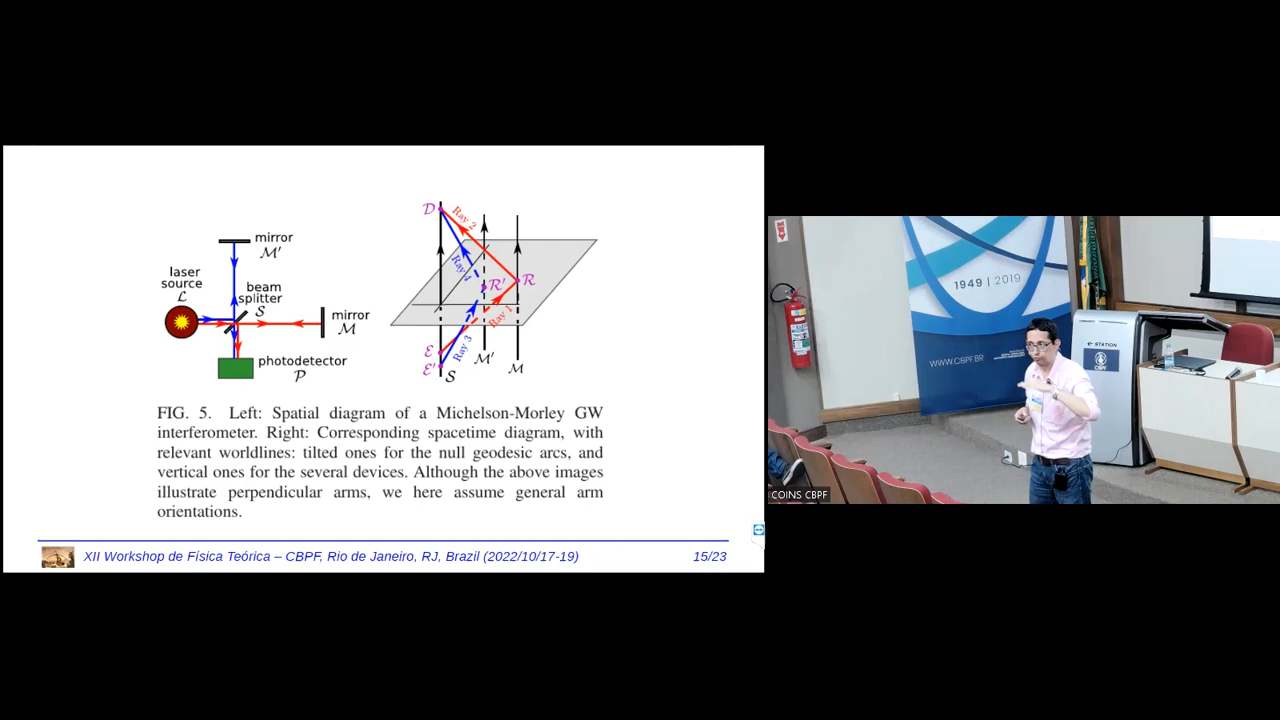 mirror
ℳ′
laser
source
ℒ
beam
splitter
𝒮
mirror
ℳ
photodetector
𝒫
𝒟
Ray 2
Ray 4
ℛ′
ℛ
Ray 1
Ray 3
ℰ
ℰ′
𝒮
ℳ′
ℳ
FIG. 5. Left: Spatial diagram of a Michelson-Morley GW
interferometer. Right: Corresponding spacetime diagram, with
relevant worldlines: tilted ones for the null geodesic arcs, and
vertical ones for the several devices. Although the above images
illustrate perpendicular arms, we here assume general arm
orientations.
XII Workshop de Física Teórica – CBPF, Rio de Janeiro, RJ, Brazil (2022/10/17-19)
15/23
1949 | 2019
WWW.CBPF.BR
e-STATION
CBPF
COINS CBPF